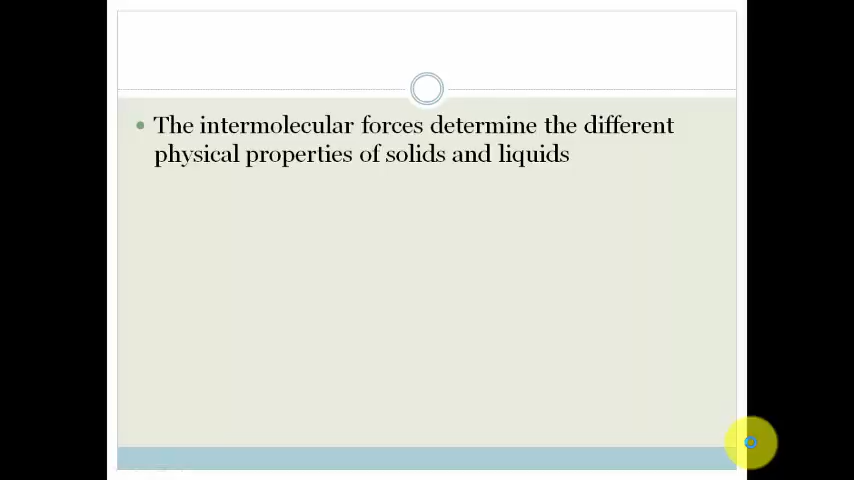 The intermolecular forces determine the different
physical properties of solids and liquids